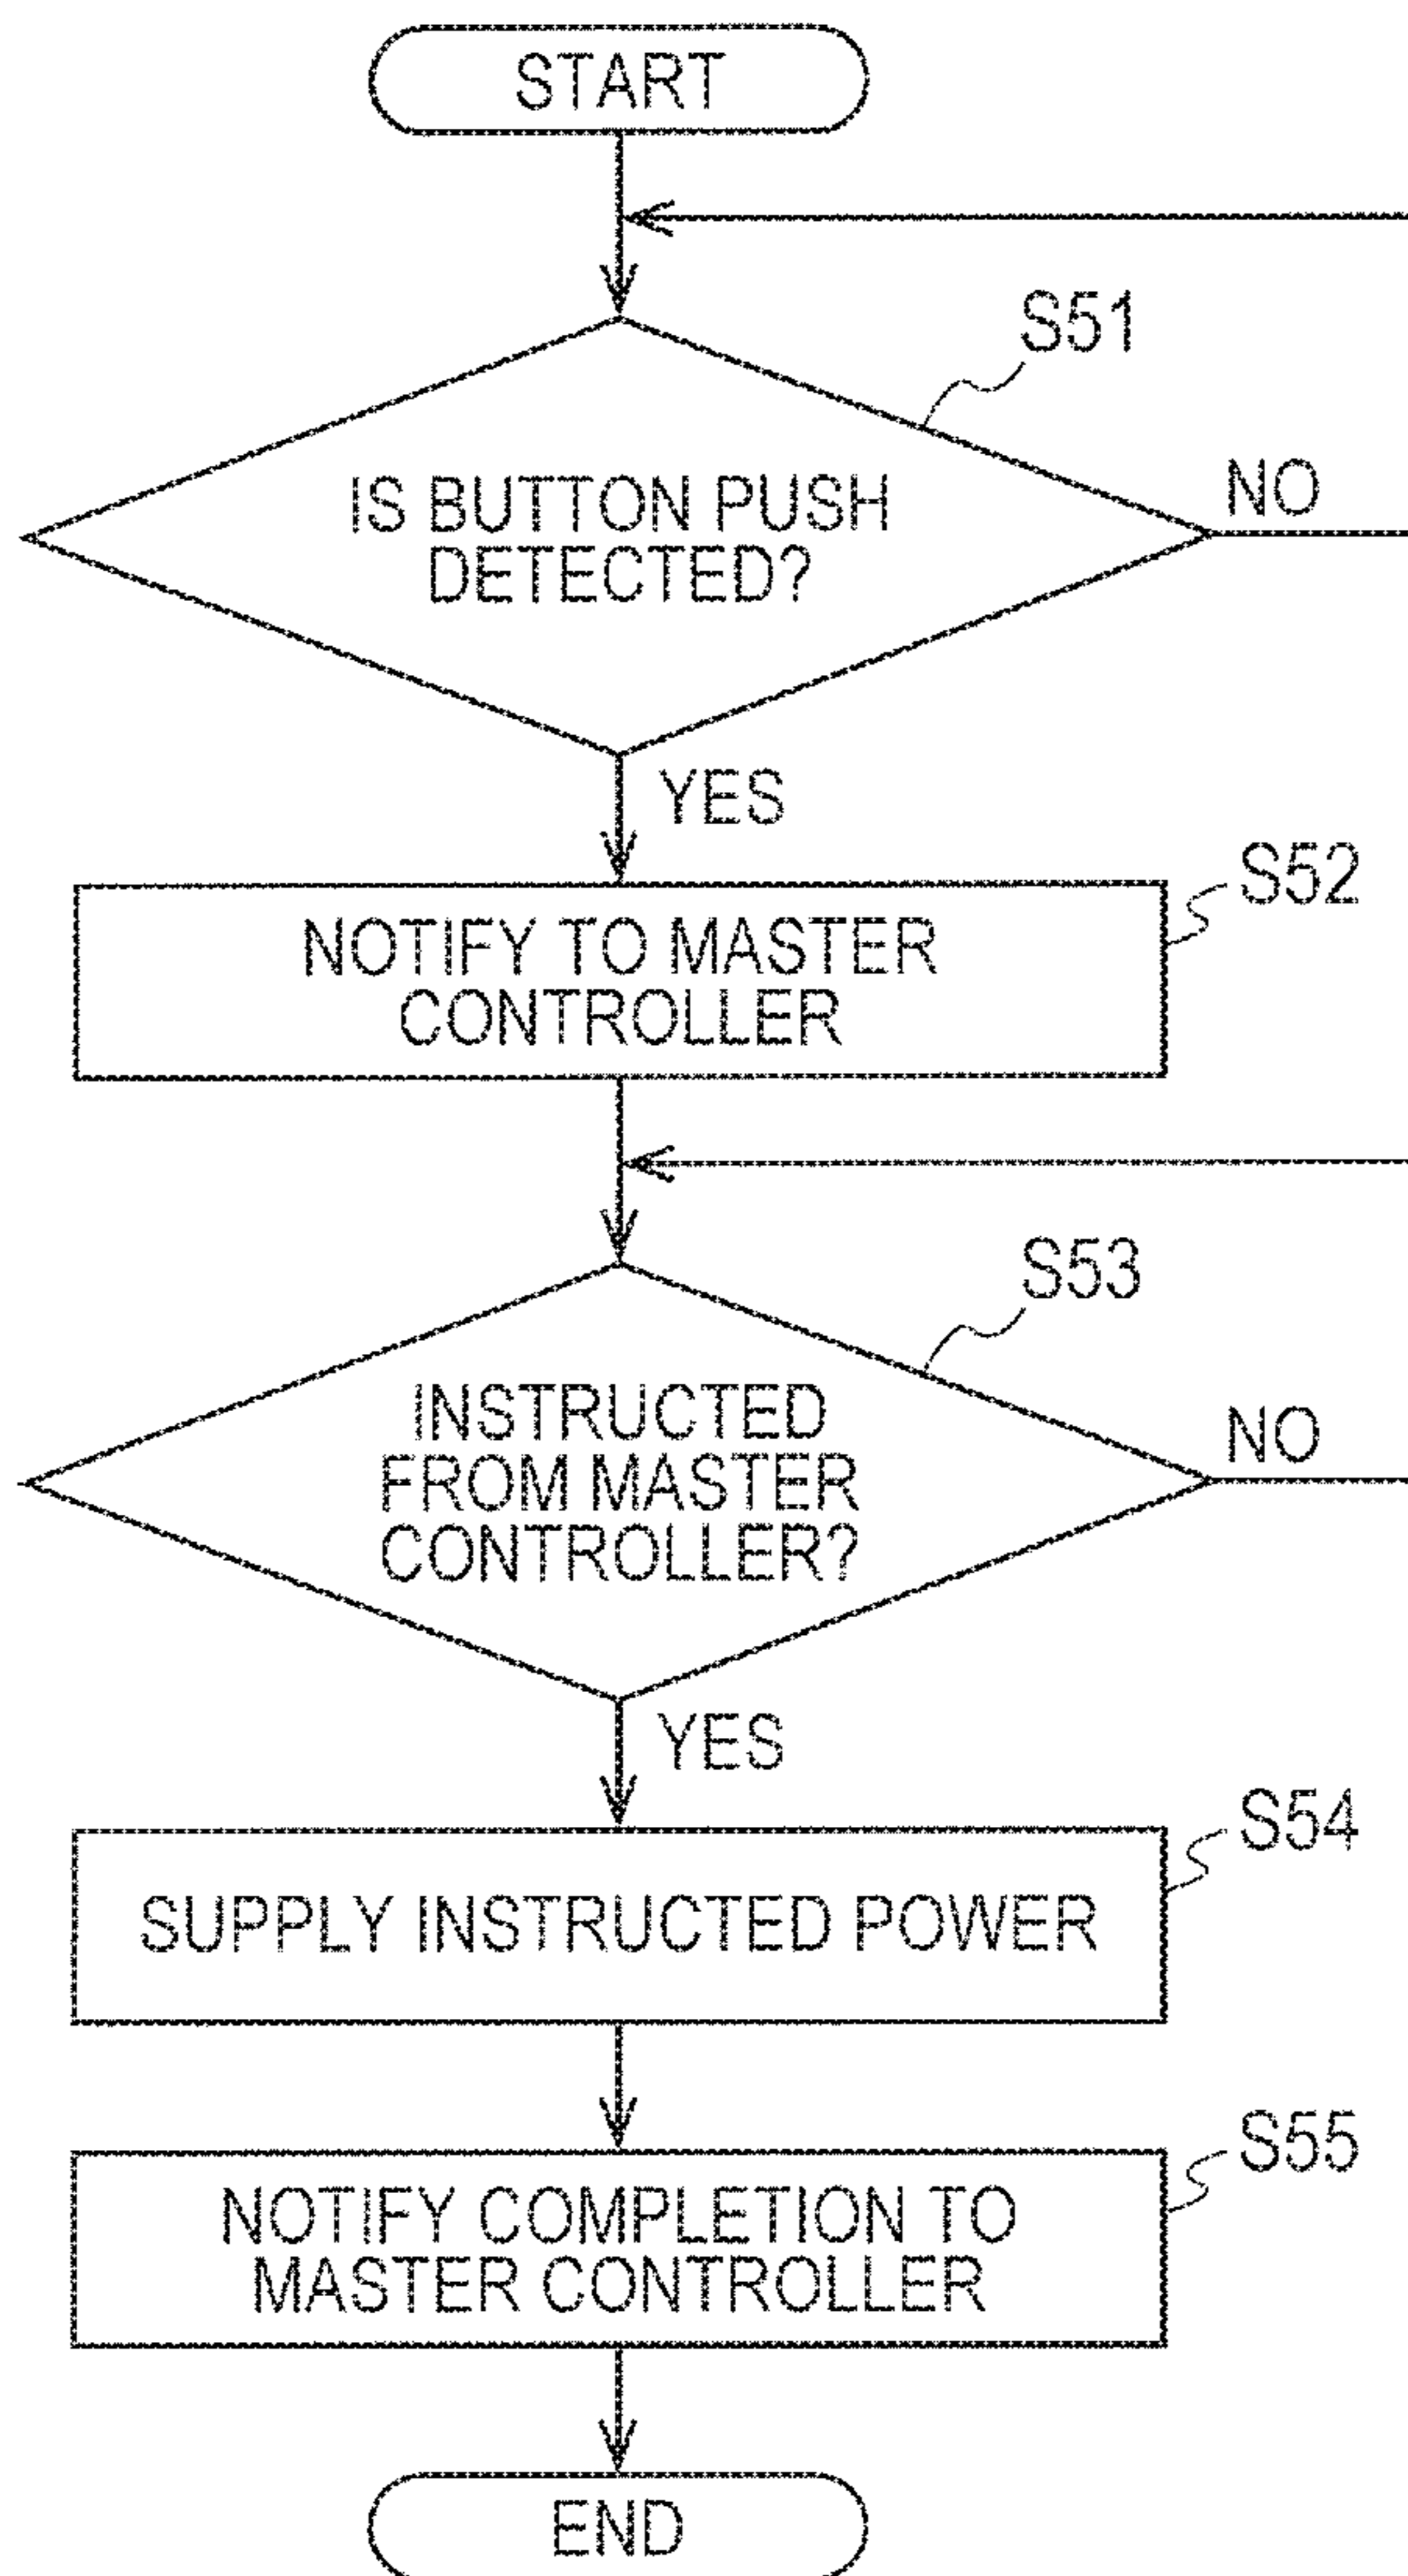 START
S51
IS BUTTON PUSH
DETECTED?
NO
YES
S52
NOTIFY TO MASTER
CONTROLLER
S53
INSTRUCTED
FROM MASTER
CONTROLLER?
NO
YES
S54
SUPPLY INSTRUCTED POWER
S55
NOTIFY COMPLETION TO
MASTER CONTROLLER
END